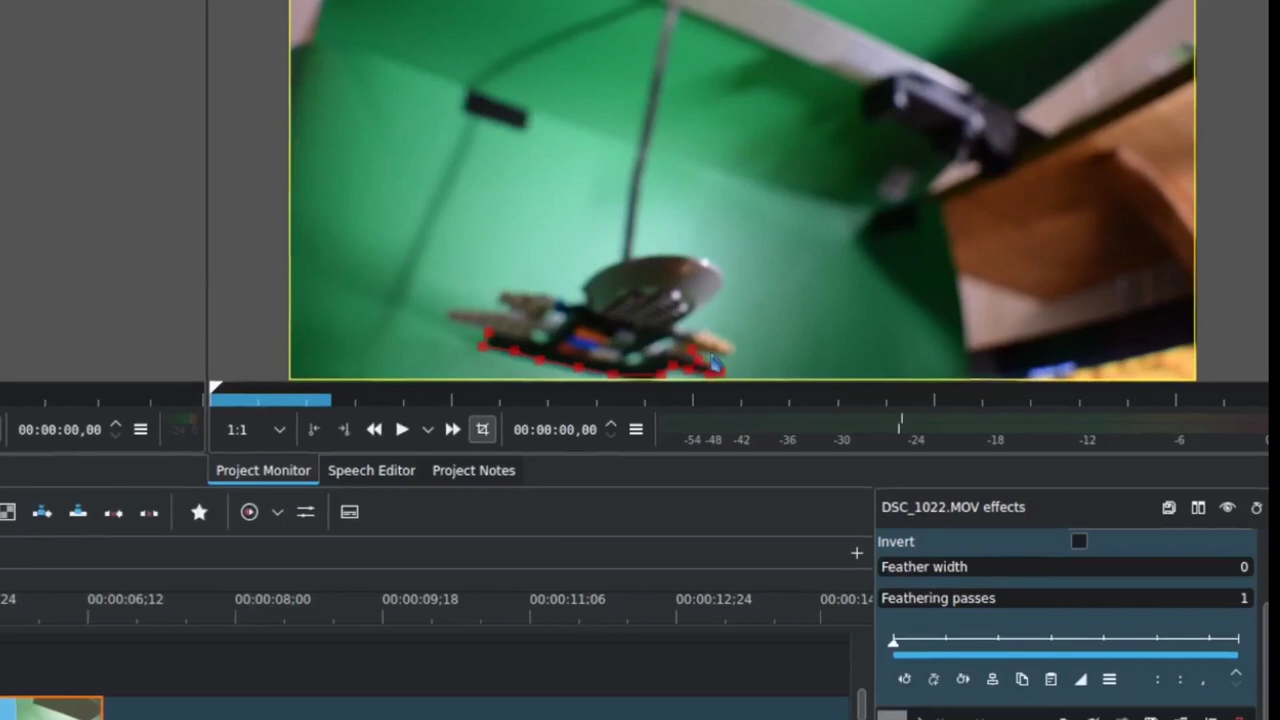 00:00:00,00
1:1
00:00:00,00
-54 -48 -42 -36 -30 -24 -18 -12 -6
Project Monitor Speech Editor Project Notes
DSC_1022.MOV effects
Invert
Feather width 0
Feathering passes 1
24 00:00:06;12 00:00:08;00 00:00:09;18 00:00:11;06 00:00:12;24 00:00:14
: : ,